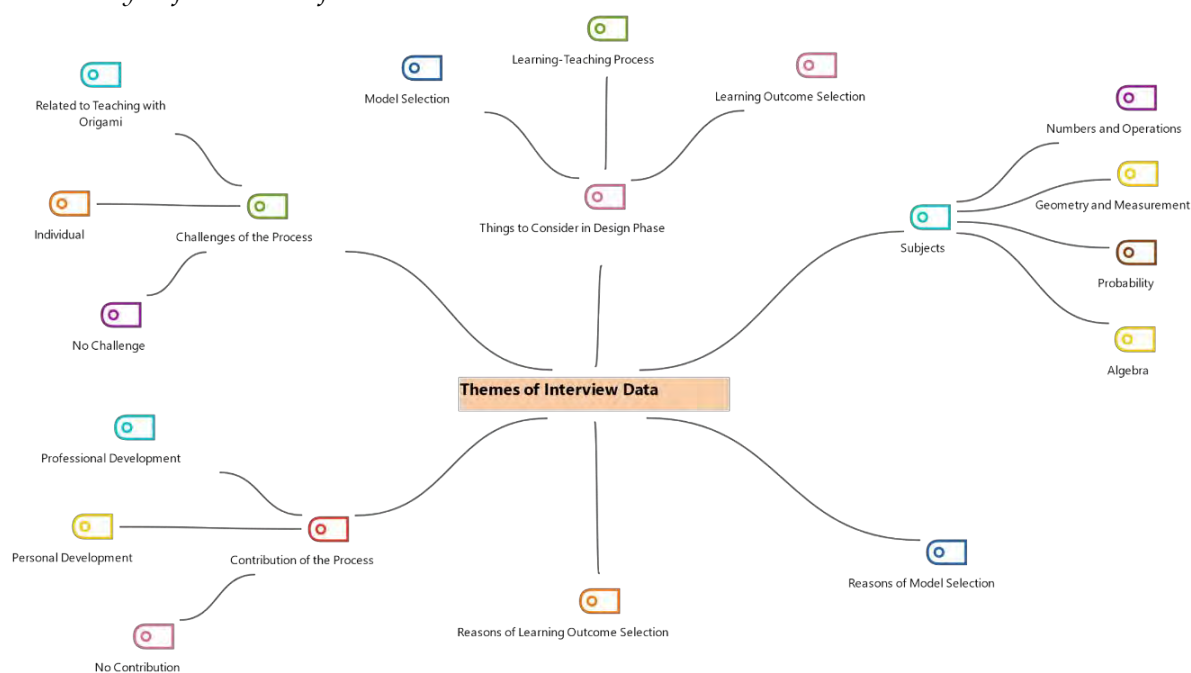 Learning-Teaching Process
Model Selection
Learning Outcome Selection
Related to Teaching with
Origami
Numbers and Operations
Geometry and Measurement
Individual
Challenges of the Process
Things to Consider in Design Phase
Subjects
Probability
No Challenge
Algebra
Themes of Interview Data
Professional Development
Personal Development
Contribution of the Process
Reasons of Model Selection
Reasons of Learning Outcome Selection
No Contribution